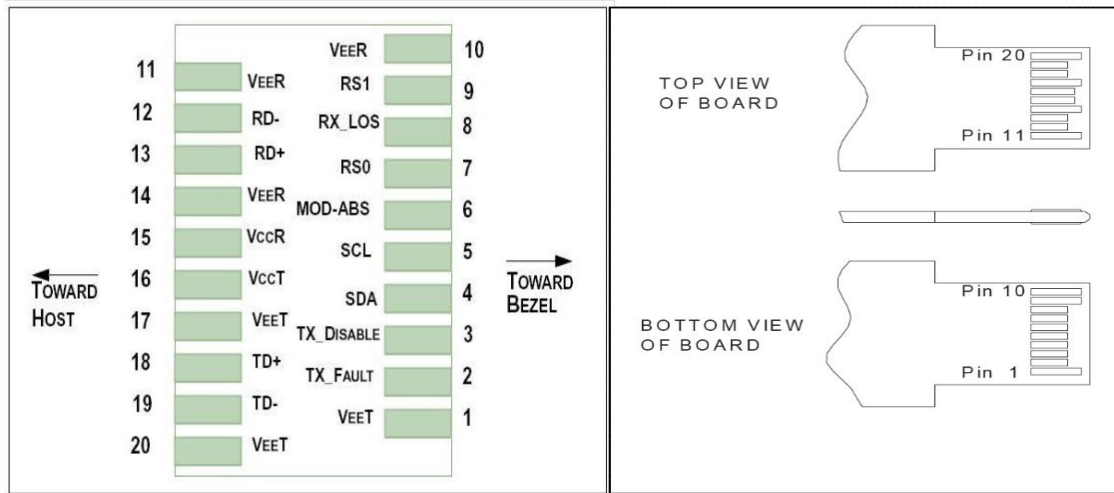 11
12
13
14
15
16
17
18
19
20
VEER
RD-
RD+
VEER
VCCR
VCCT
VEET
TD+
TD-
VEET
VEER
RS1
RX_LOS
RS0
MOD-ABS
SCL
SDA
TX_DISABLE
TX_FAULT
VEET
10
9
8
7
6
5
4
3
2
1
TOWARD
HOST
TOWARD
BEZEL
TOP VIEW
OF BOARD
Pin 20
Pin 11
BOTTOM VIEW
OF BOARD
Pin 10
Pin 1